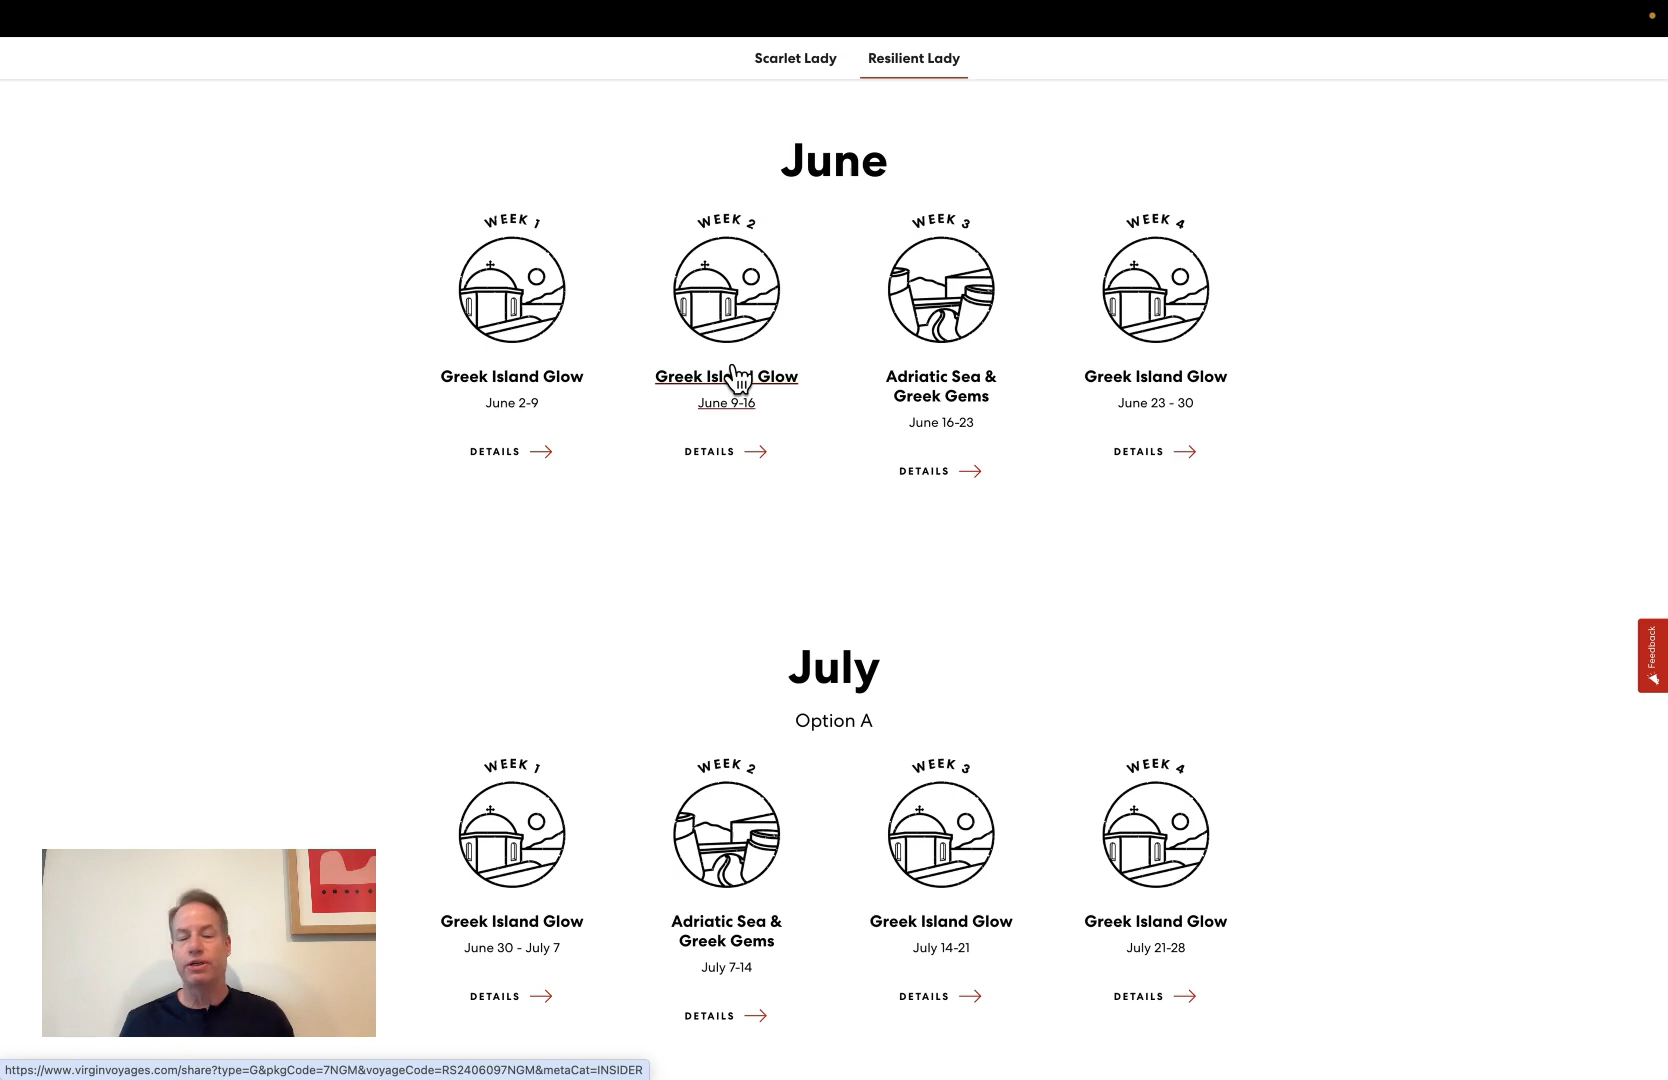 Scarlet Lady
Resilient Lady
June
WEEK 1
WEEK 2
WEEK 3
WEEK 4
Greek Island Glow
June 2-9
DETAILS
Greek Island Glow
June 9-16
DETAILS
Adriatic Sea &
Greek Gems
June 16-23
DETAILS
Greek Island Glow
June 23 - 30
DETAILS
Feedback
July
Option A
WEEK 1
WEEK 2
WEEK 3
WEEK 4
Greek Island Glow
June 30 - July 7
DETAILS
Adriatic Sea &
Greek Gems
July 7-14
DETAILS
Greek Island Glow
July 14-21
DETAILS
Greek Island Glow
July 21-28
DETAILS
https://www.virginvoyages.com/share?type=G&pkgCode=7NGM&voyageCode=RS2406097NGM&metaCat=INSIDER